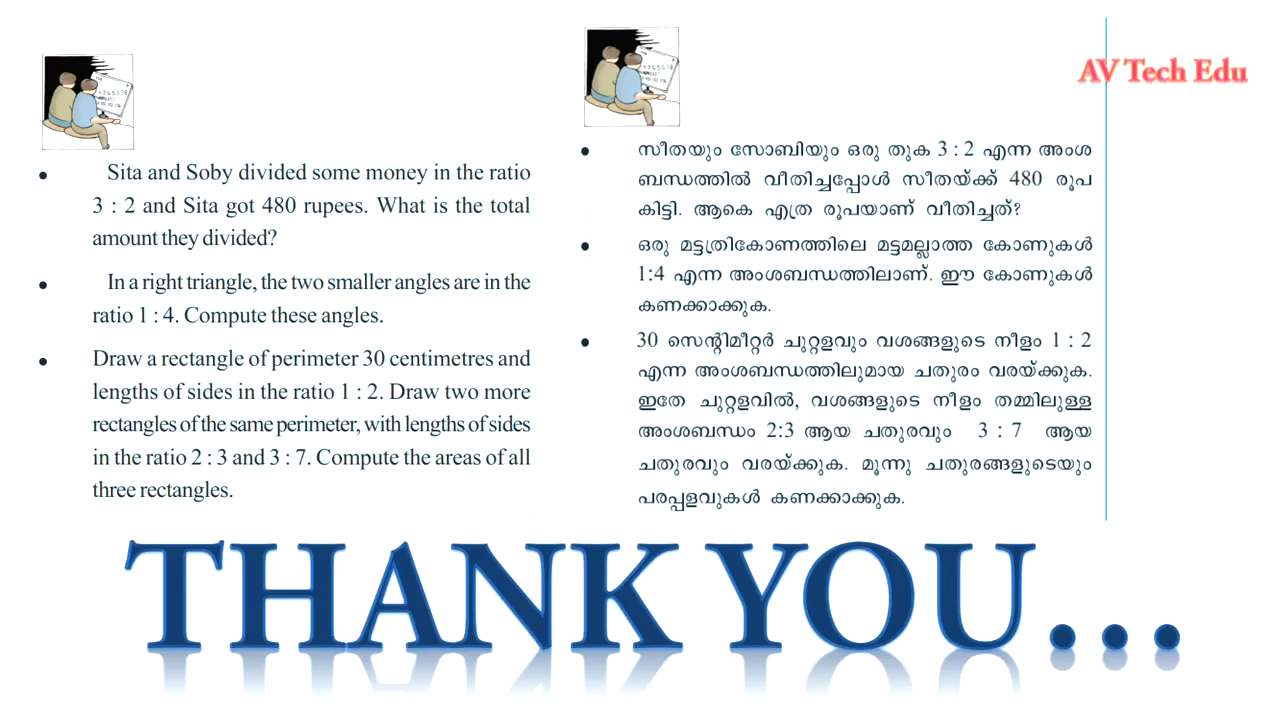 AV Tech Edu
• Sita and Soby divided some money in the ratio
3 : 2 and Sita got 480 rupees. What is the total
amount they divided?
• In a right triangle, the two smaller angles are in the
ratio 1 : 4. Compute these angles.
• Draw a rectangle of perimeter 30 centimetres and
lengths of sides in the ratio 1 : 2. Draw two more
rectangles of the same perimeter, with lengths of sides
in the ratio 2 : 3 and 3 : 7. Compute the areas of all
three rectangles.
• സീതയും സോബിയും ഒരു തുക 3 : 2 എന്ന അംശ
ബന്ധത്തിൽ വീതിച്ചപ്പോൾ സീതയ്ക്ക് 480 രൂപ
കിട്ടി. ആകെ എത്ര രൂപയാണ് വീതിച്ചത്?
• ഒരു മട്ടത്രികോണത്തിലെ മട്ടമല്ലാത്ത കോണുകൾ
1:4 എന്ന അംശബന്ധത്തിലാണ്. ഈ കോണുകൾ
കണക്കാക്കുക.
• 30 സെന്റിമീറ്റർ ചുറ്റളവും വശങ്ങളുടെ നീളം 1 : 2
എന്ന അംശബന്ധത്തിലുമായ ചതുരം വരയ്ക്കുക.
ഇതേ ചുറ്റളവിൽ, വശങ്ങളുടെ നീളം തമ്മിലുള്ള
അംശബന്ധം 2:3 ആയ ചതുരവും 3 : 7 ആയ
ചതുരവും വരയ്ക്കുക. മൂന്നു ചതുരങ്ങളുടെയും
പരപ്പളവുകൾ കണക്കാക്കുക.
THANK YOU...